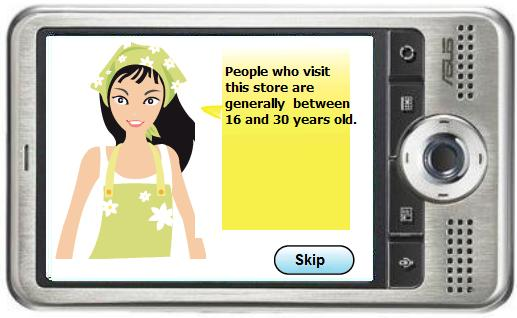 People who visit
this store are
generally between
16 and 30 years old.
Skip
ASUS